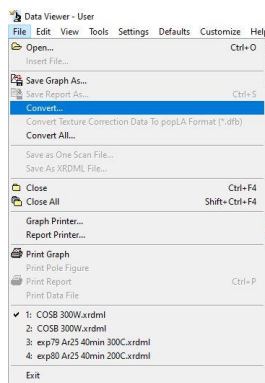 Data Viewer - User
File Edit View Tools Settings Defaults Customize Help
Open... Ctrl+O
Insert File...
Save Graph As...
Save Report As... Ctrl+S
Convert...
Convert Texture Correction Data To popLA Format (*.dfb)
Convert All...
Save as One Scan File...
Save As XRDML File...
Close Ctrl+F4
Close All Shift+Ctrl+F4
Graph Printer...
Report Printer...
Print Graph
Print Pole Figure
Print Report Ctrl+P
Print Data File
1: COSB 300W.xrdml
2: COSB 300W.xrdml
3: exp79 Ar25 40min 300C.xrdml
4: exp80 Ar25 40min 200C.xrdml
Exit